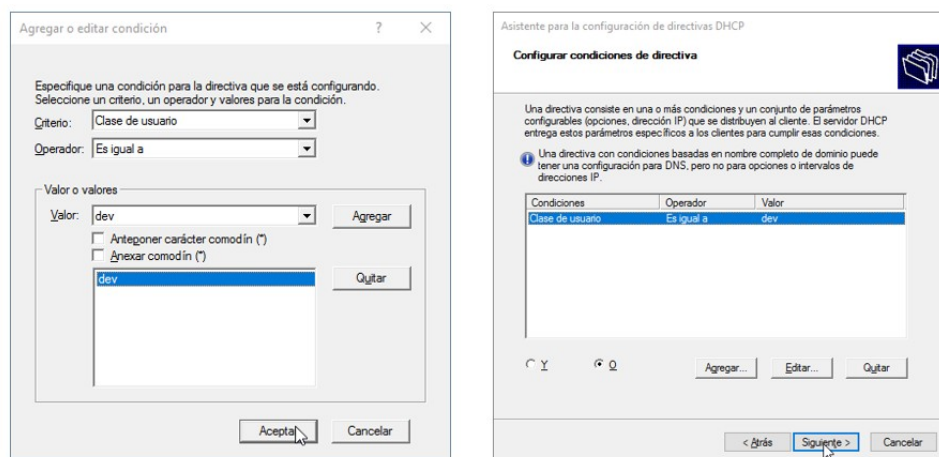 Agregar o editar condición
Especifique una condición para la directiva que se está configurando.
Seleccione un criterio, un operador y valores para la condición.
Criterio: Clase de usuario
Operador: Es igual a
Valor o valores
Valor: dev Agregar
Anteponer carácter comodín (*)
Anexar comodín (*)
dev Quitar
Aceptar Cancelar
Asistente para la configuración de directivas DHCP
Configurar condiciones de directiva
Una directiva consiste en una o más condiciones y un conjunto de parámetros
configurables (opciones, dirección IP) que se distribuyen al cliente. El servidor DHCP
entrega estos parámetros específicos a los clientes para cumplir esas condiciones.
Una directiva con condiciones basadas en nombre completo de dominio puede
tener una configuración para DNS, pero no para opciones o intervalos de
direcciones IP.
Condiciones Operador Valor
Clase de usuario Es igual a dev
Y O Agregar... Editar... Quitar
< Atrás Siguiente > Cancelar